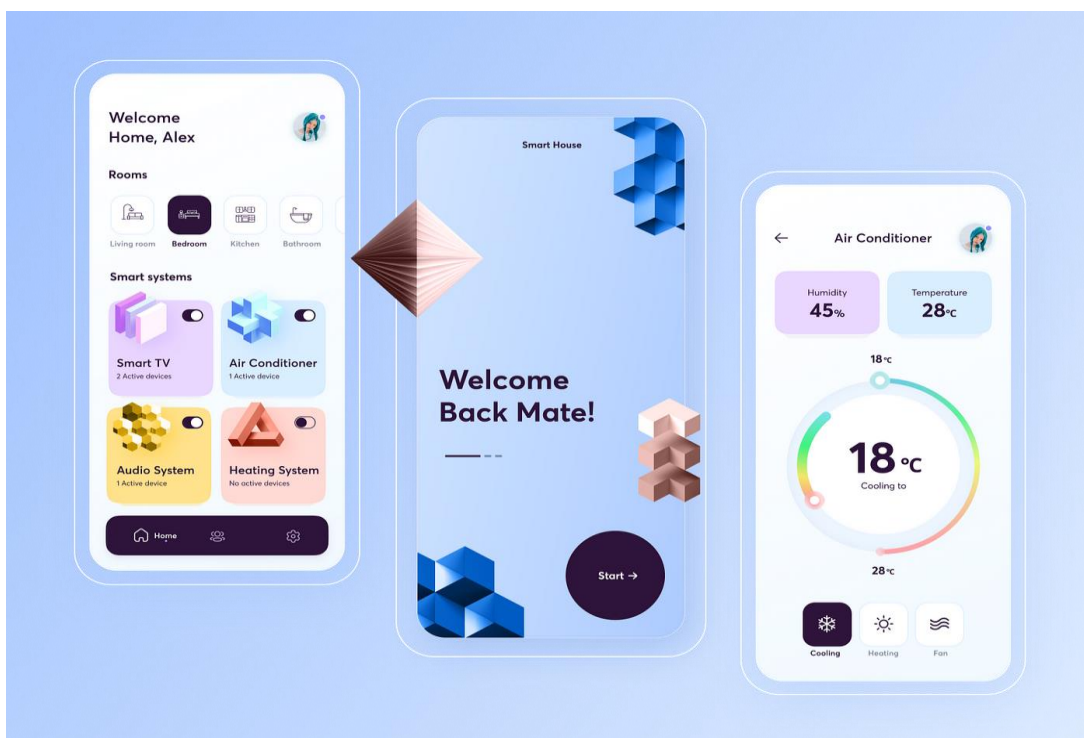 Welcome
Home, Alex
Rooms
Living room Bedroom Kitchen Bathroom
Smart systems
Smart TV
2 Active devices
Air Conditioner
1 Active device
Audio System
1 Active device
Heating System
No active devices
Home
Smart House
Welcome
Back Mate!
Start →
← Air Conditioner
Humidity
45%
Temperature
28°C
18°C
18°C
Cooling to
28°C
Cooling Heating Fan